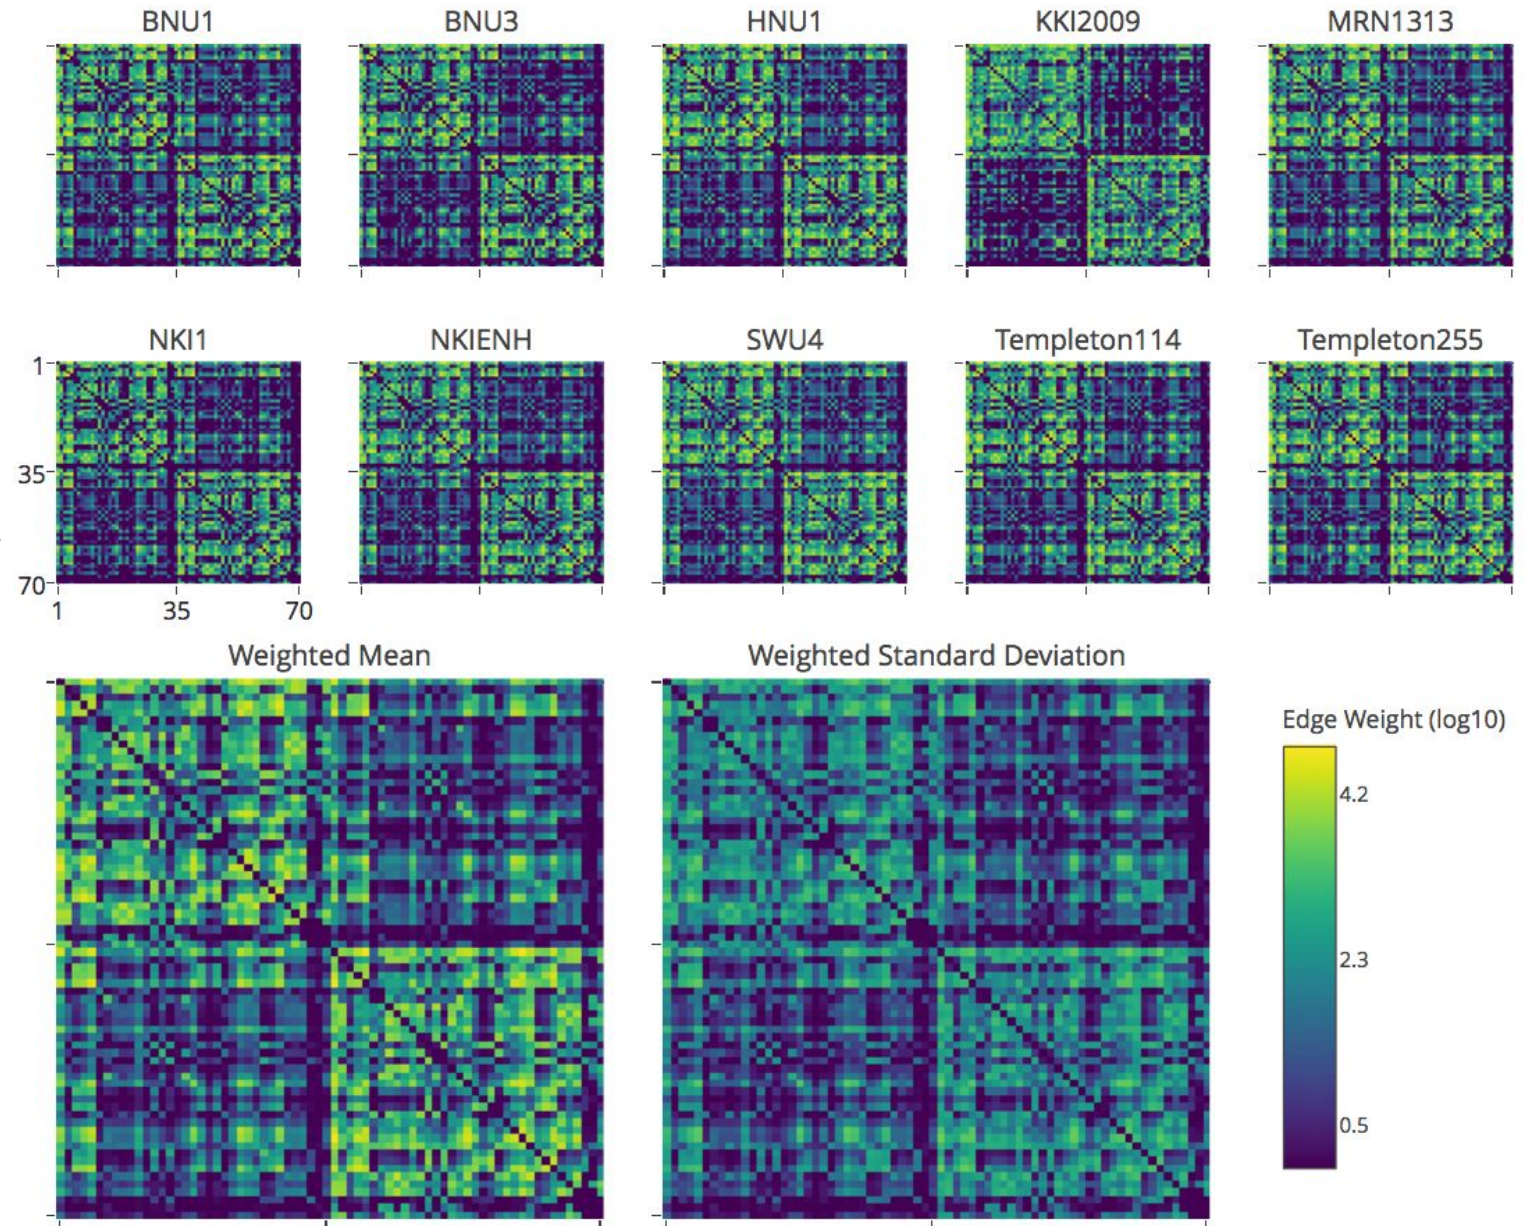 BNU1 BNU3 HNU1 KKI2009 MRN1313
NKI1 NKIENH SWU4 Templeton114 Templeton255
1
35
70
1 35 70
Weighted Mean Weighted Standard Deviation
Edge Weight (log10)
4.2
2.3
0.5